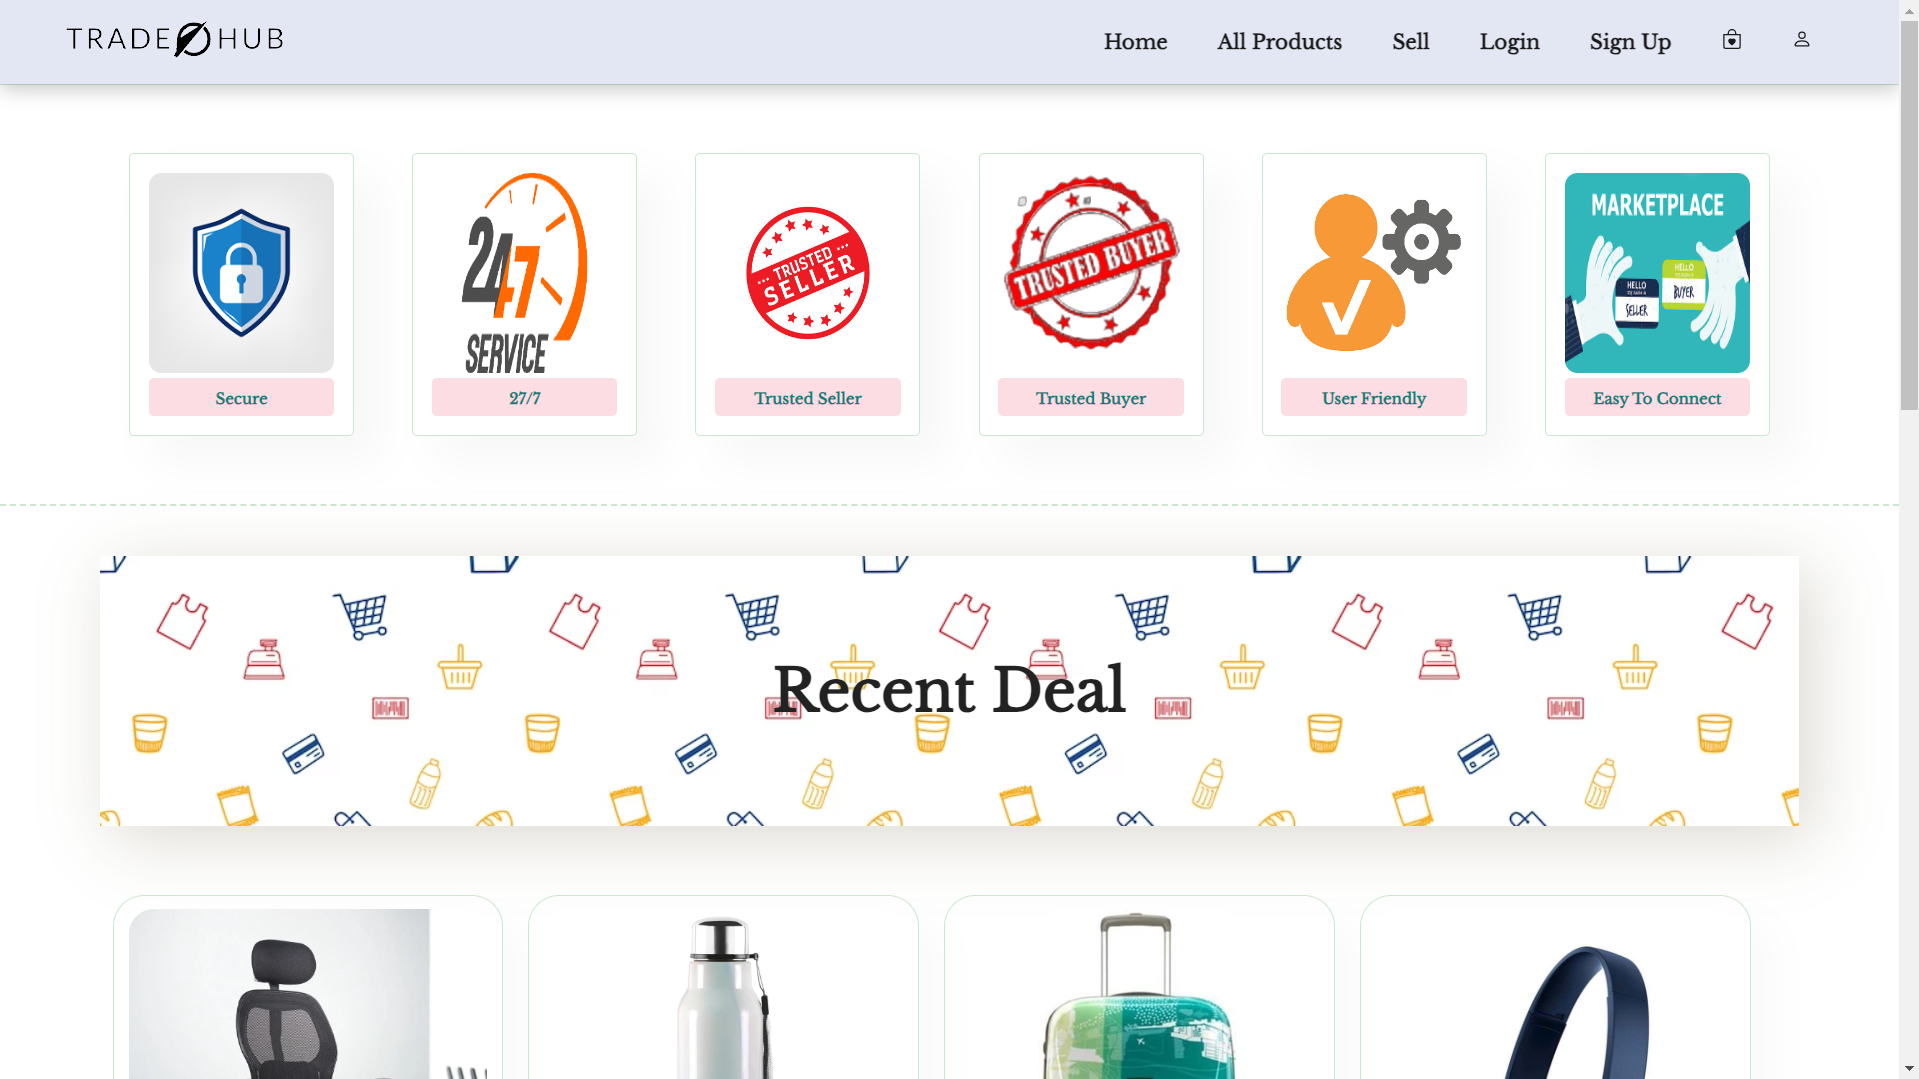 TRADE HUB
Home
All Products
Sell
Login
Sign Up
24/7
SERVICE
TRUSTED
SELLER
TRUSTED BUYER
MARKETPLACE
HELLO
SELLER
HELLO
BUYER
Secure
27/7
Trusted Seller
Trusted Buyer
User Friendly
Easy To Connect
Recent Deal